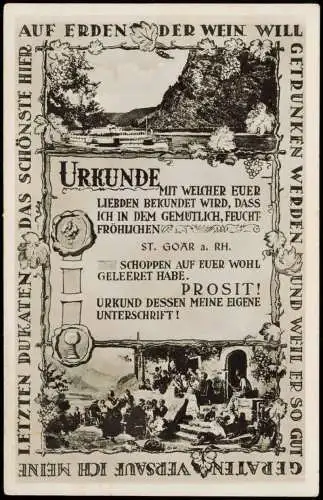 AUF ERDEN DER WEIN WILL
GETRUNKEN WERDEN UND WEIL ER SO GUT
GERATEN VERSAUF ICH MEINE
LETZTEN DUKATEN DAS SCHÖNSTE HIER
URKUNDE
MIT WELCHER EUER
LIEBDEN BEKUNDET WIRD, DASS
ICH IN DEM GEMÜTLICH, FEUCHT-
FRÖHLICHEN
ST. GOAR a. RH.
SCHOPPEN AUF EUER WOHL
GELEERET HABE.
PROSIT!
URKUND DESSEN MEINE EIGENE
UNTERSCHRIFT!